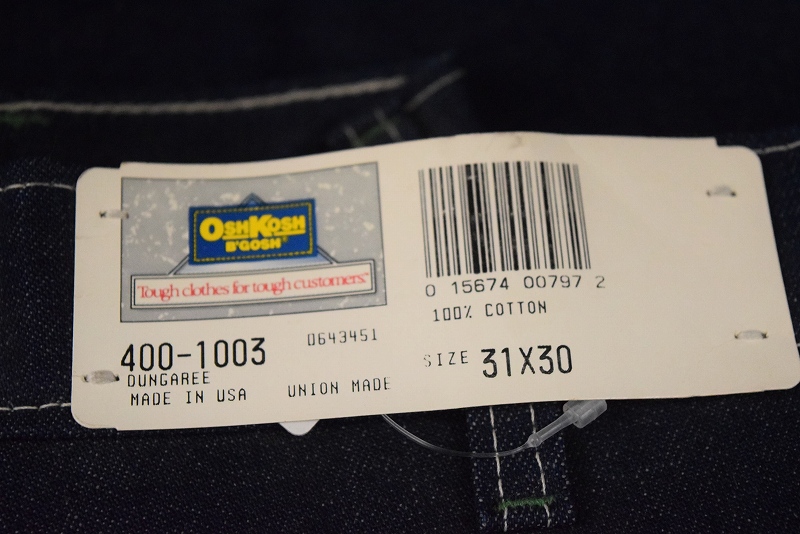 OSHKOSH
B'GOSH®
Tough clothes for tough customers.™
0 15674 00797 2
100% COTTON
0643451
400-1003
DUNGAREE
MADE IN USA
UNION MADE
SIZE 31X30